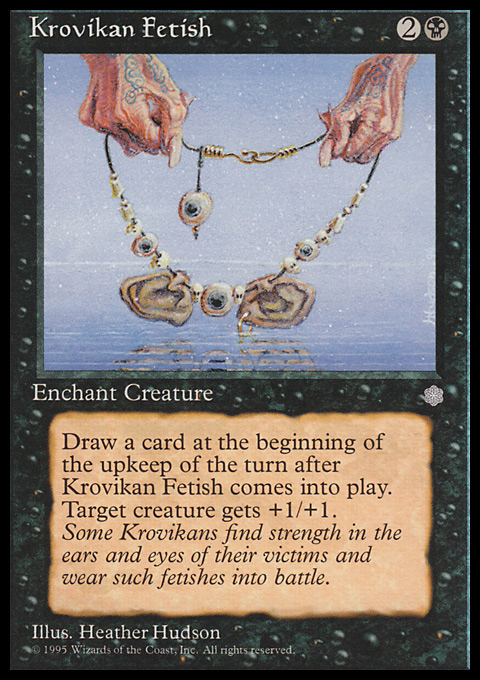 Krovikan Fetish
2
Enchant Creature
Draw a card at the beginning of
the upkeep of the turn after
Krovikan Fetish comes into play.
Target creature gets +1/+1.
Some Krovikans find strength in the
ears and eyes of their victims and
wear such fetishes into battle.
Illus. Heather Hudson
© 1995 Wizards of the Coast, Inc. All rights reserved.